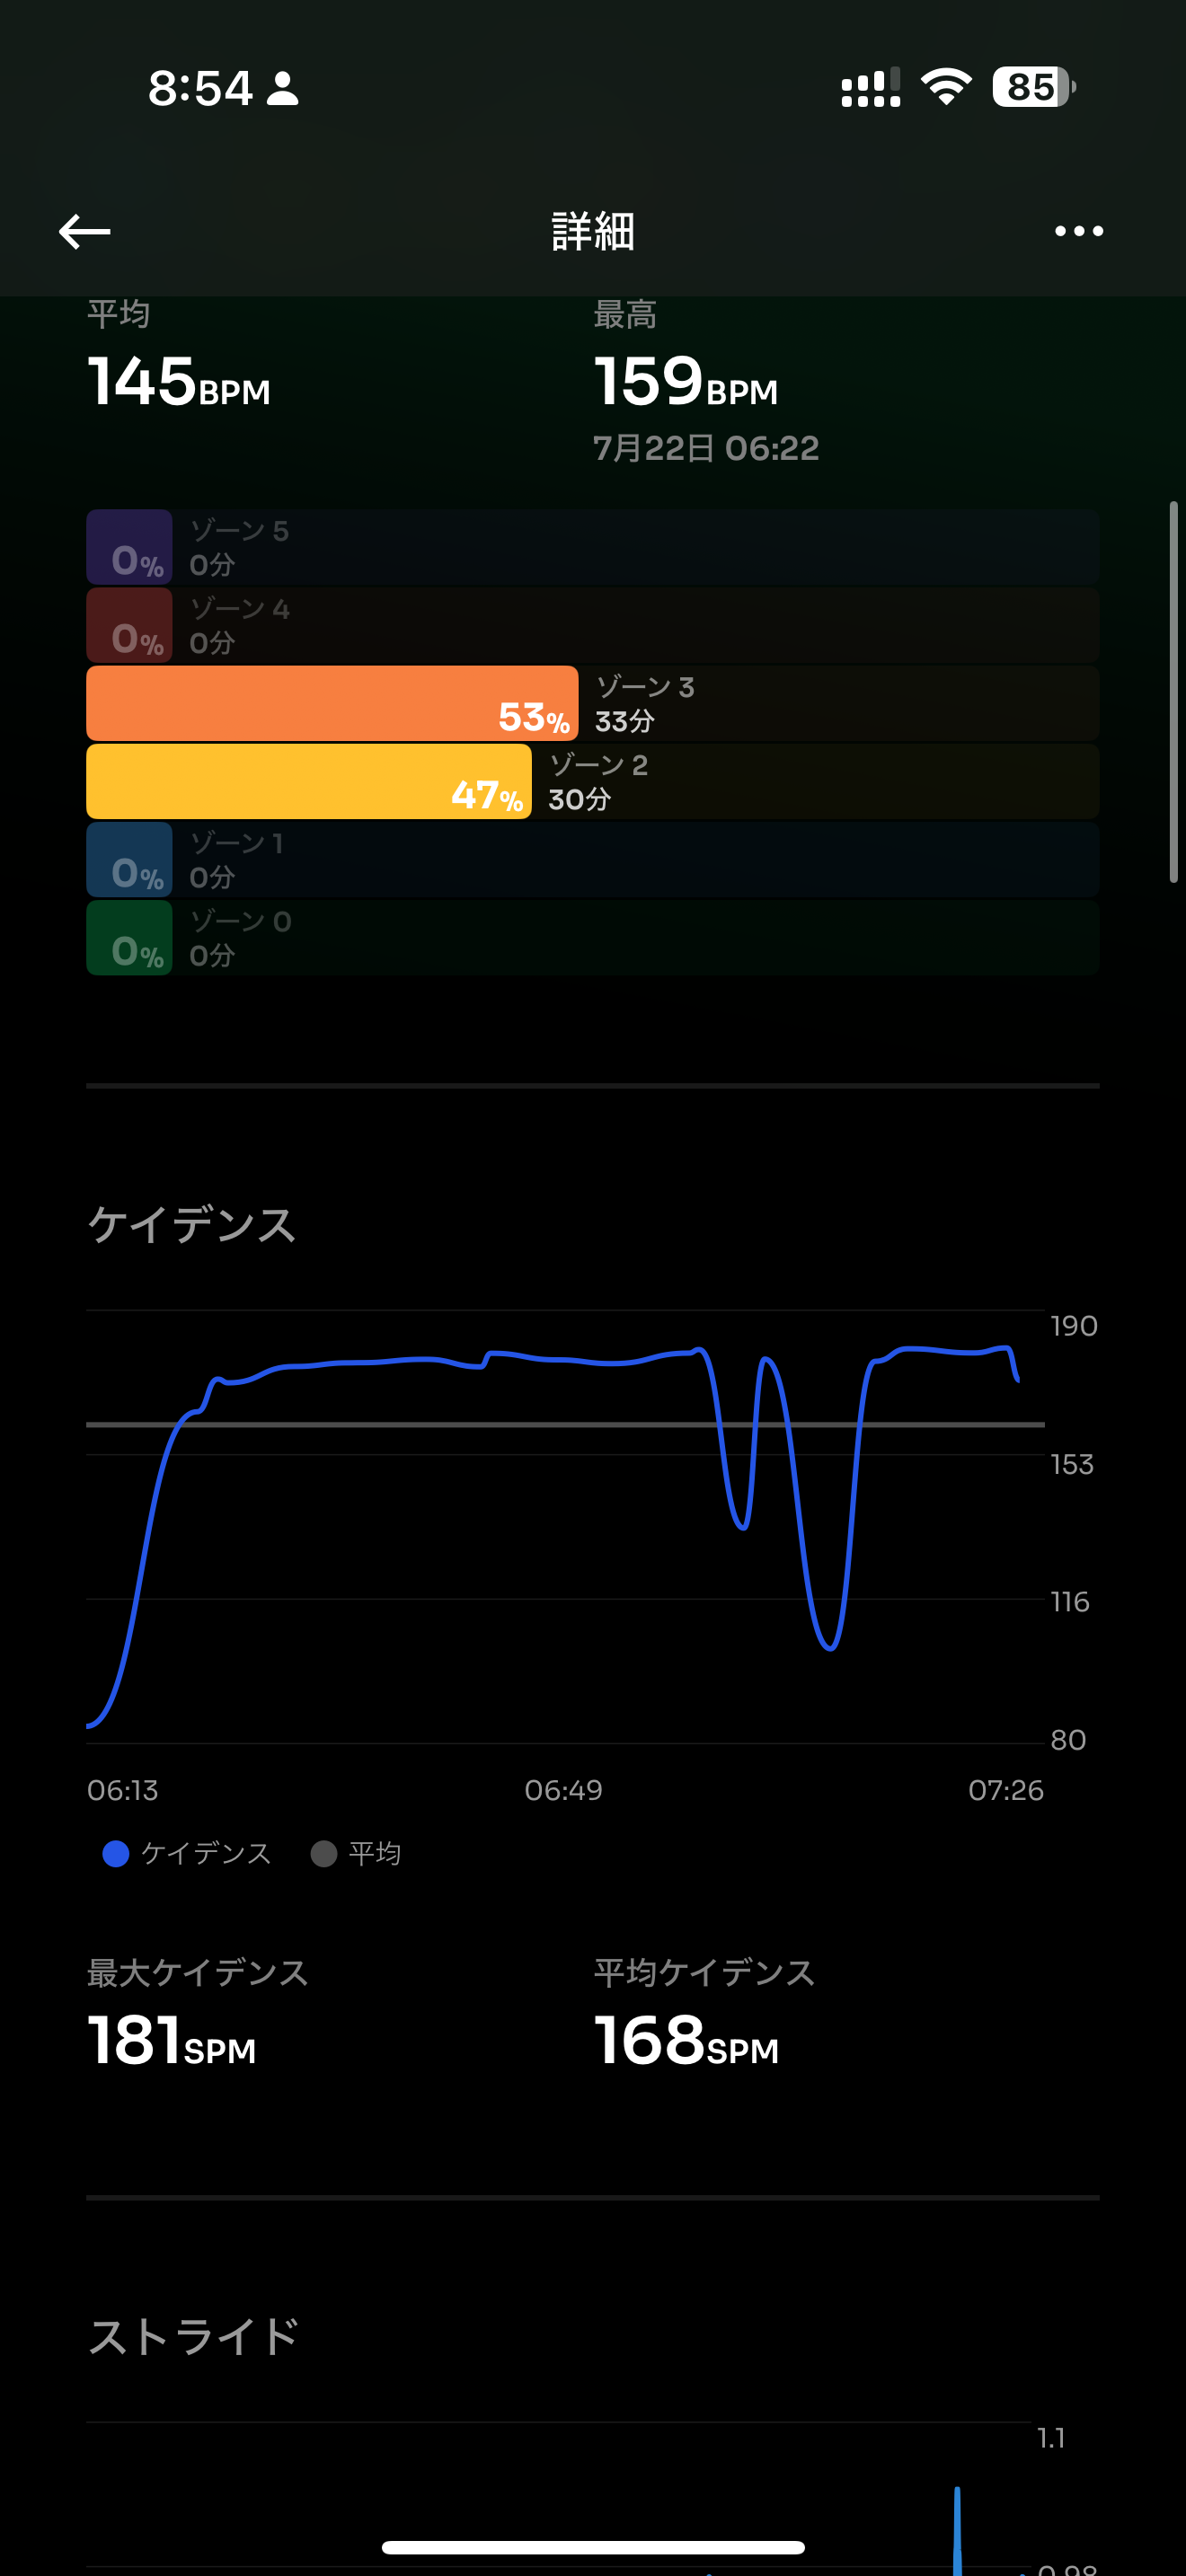 8:54
85
詳細
平均 最高
145BPM 159BPM
7月22日 06:22
0% ゾーン 5
0分
0% ゾーン 4
0分
53% ゾーン 3
33分
47% ゾーン 2
30分
0% ゾーン 1
0分
0% ゾーン 0
0分
ケイデンス
190
153
116
80
06:13 06:49 07:26
ケイデンス 平均
最大ケイデンス 平均ケイデンス
181SPM 168SPM
ストライド
1.1
0.98